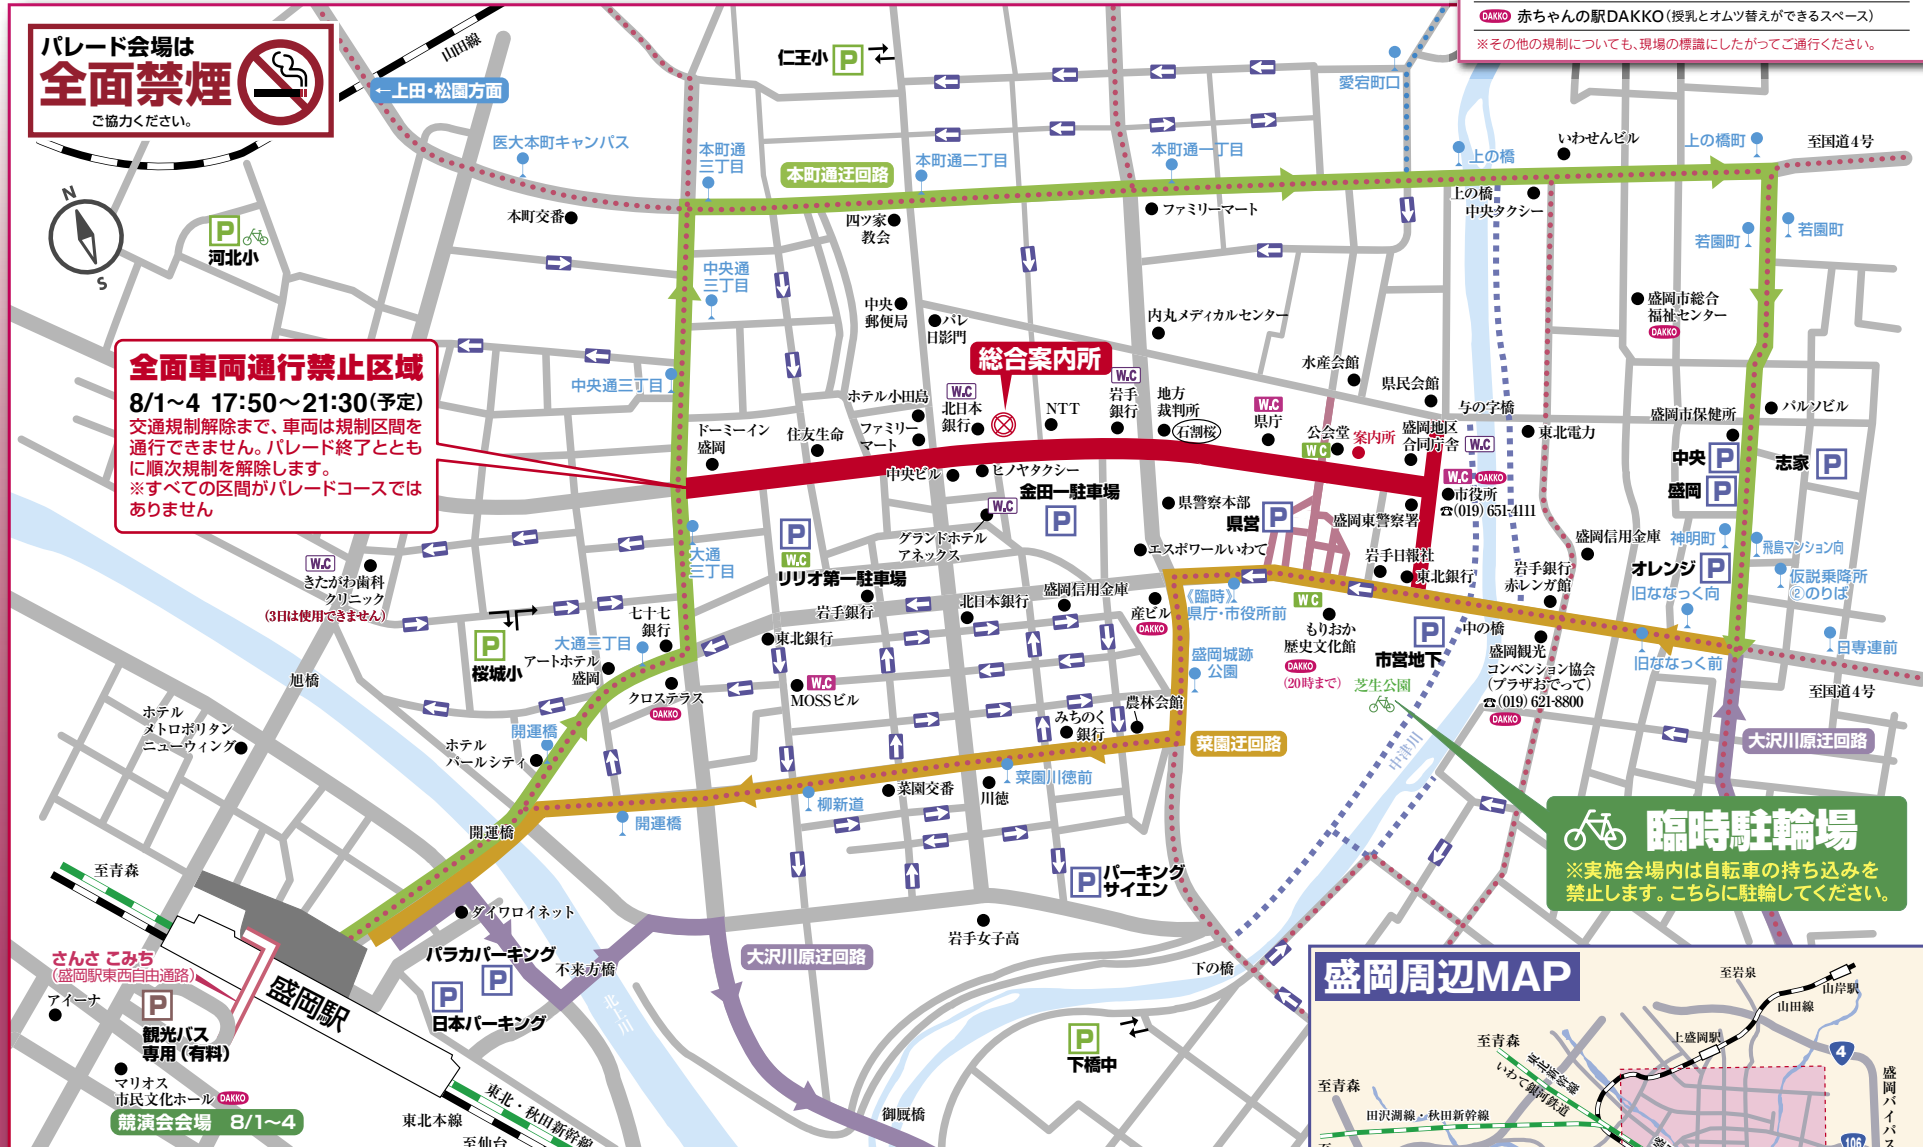 パレード会場は
全面禁煙
ご協力ください。
DAKKO 赤ちゃんの駅DAKKO(授乳とオムツ替えができるスペース)
※その他の規制についても、現場の標識にしたがってご通行ください。
山田線
←上田・松園方面
仁王小 P
愛宕町口
医大本町キャンパス
本町通
三丁目
本町通迂回路
本町通二丁目
本町通一丁目
上の橋
いわせんビル
上の橋町
至国道4号
N
S
P
河北小
本町交番
四ツ家
教会
ファミリーマート
上の橋
中央タクシー
若園町
若園町
中央通
三丁目
中央
郵便局
パレ
日影門
内丸メディカルセンター
盛岡市総合
福祉センター
DAKKO
全面車両通行禁止区域
8/1〜4 17:50〜21:30(予定)
交通規制解除まで、車両は規制区間を
通行できません。パレード終了ととも
に順次規制を解除します。
※すべての区間がパレードコースでは
ありません
中央通三丁目
総合案内所
水産会館
県民会館
与の字橋
盛岡市保健所
パルソビル
ホテル小田島
W.C
北日本
銀行
NTT
W.C
岩手
銀行
地方
裁判所
石割桜
W.C
県庁
公会堂
W C
案内所
盛岡地区
合同庁舎
W.C
東北電力
ドーミーイン
盛岡
住友生命
ファミリー
マート
中央ビル
ヒノヤタクシー
中央 P
盛岡 P
志家 P
W.C DAKKO
市役所
☎(019) 651-4111
金田一駐車場
P
W.C
グランドホテル
アネックス
県警察本部
県営 P
盛岡東警察署
エスポワールいわて
岩手日報社
東北銀行
岩手銀行
赤レンガ館
盛岡信用金庫
神明町
飛鳥マンション向
オレンジ P
仮説乗降所
②のりば
旧ななっく向
大通
三丁目
P
W.C
リリオ第一駐車場
W.C
きたがわ歯科
クリニック
(3日は使用できません)
岩手銀行
北日本銀行
盛岡信用金庫
産ビル
DAKKO
《臨時》
県庁・市役所前
W C
もりおか
歴史文化館
DAKKO
(20時まで)
P
市営地下
中の橋
盛岡観光
コンベンション協会
(プラザおでって)
☎(019) 621-8800
DAKKO
旧ななっく前
日専連前
至国道4号
P
桜城小
七十七
銀行
大通三丁目
アートホテル
盛岡
東北銀行
クロステラス
DAKKO
W.C
MOSSビル
盛岡城跡
公園
芝生公園
農林会館
みちのく
銀行
菜園迂回路
中津川
大沢川原迂回路
旭橋
ホテル
メトロポリタン
ニューウィング
開運橋
ホテル
パールシティ
菜園川徳前
菜園交番
川徳
柳新道
開運橋
開運橋
臨時駐輪場
※実施会場内は自転車の持ち込みを
禁止します。こちらに駐輪してください。
P パーキング
サイエン
至青森
ダイワロイネット
パラカパーキング
P
P
日本パーキング
不来方橋
北上川
大沢川原迂回路
岩手女子高
下の橋
さんさ こみち
(盛岡駅東西自由通路)
アイーナ
P
観光バス
専用(有料)
盛岡駅
マリオス
市民文化ホール DAKKO
競演会会場 8/1〜4
東北・秋田新幹線
東北本線
至仙台
御厩橋
P
下橋中
盛岡周辺MAP
至岩泉
山岸駅
山田線
上盛岡駅
至青森
東北新幹線
いわて銀河鉄道
至青森
田沢湖線・秋田新幹線
4
盛岡バイパス
106